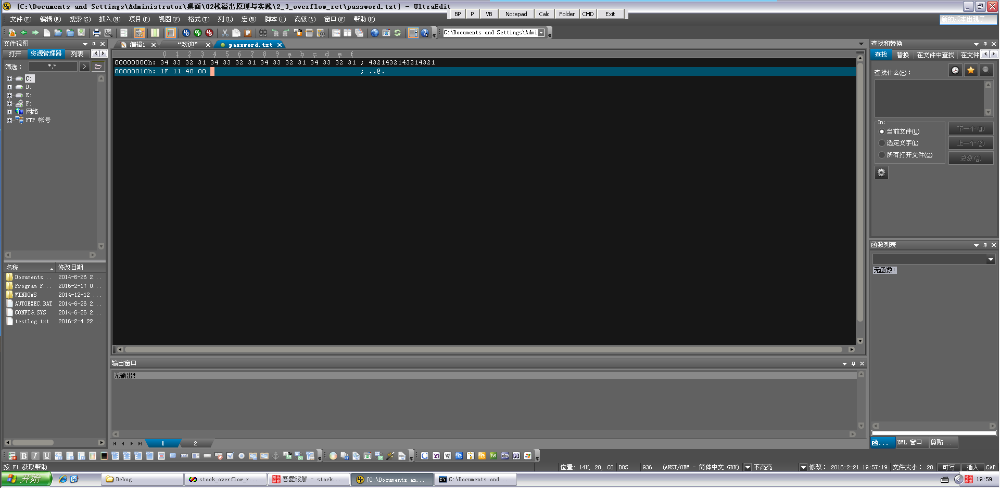 [C:\Documents and Settings\Administrator\桌面\02栈溢出原理与实践\2_3_overflow_ret\password.txt] - UltraEdit
BP P VB Notepad Calc Folder CMD Exit
文件(F) 编辑(E) 搜索(S) 插入(N) 项目(P) 视图(V) 格式(T) 列(L) 宏(M) 脚本(i) 高级(A) 窗口(W) 帮助(H)
新的版本出现了
C:\Documents and Settings\Admi
文件视图
打开 资源管理器 列表
筛选： *.*
C:
D:
E:
F:
网络
FTP 帐号
名称 修改日期
Documents... 2014-6-26 2...
Program F... 2016-2-17 0...
WINDOWS 2014-12-12 ...
AUTOEXEC.BAT 2014-6-26 2...
CONFIG.SYS 2014-6-26 2...
testlog.txt 2016-2-4 22...
编辑1 “欢迎” password.txt
0 1 2 3 4 5 6 7 8 9 a b c d e f
00000000h: 34 33 32 31 34 33 32 31 34 33 32 31 34 33 32 31 ; 4321432143214321
00000010h: 1F 11 40 00 ; ..@.
输出窗口
无输出!
1 2
查找和替换
查找 替换 在文件中查找 在文件
查找什么(F)：
In:
当前文件(U)
选定文字(L)
所有打开文件(O)
下一个(N)
上一个(P)
总数(A)
函数列表
无函数!
函... XML 窗口 剪贴...
按 F1 获取帮助
位置： 14H, 20, C0 DOS 936 (ANSI/OEM - 简体中文 GBK) 不高亮 修改： 2016-2-21 19:57:19 文件大小： 20 可写 插入 CAP
开始 Debug stack_overflow_r... 吾爱破解 - stack... [C:\Documents an... C:\Documents and... 19:59